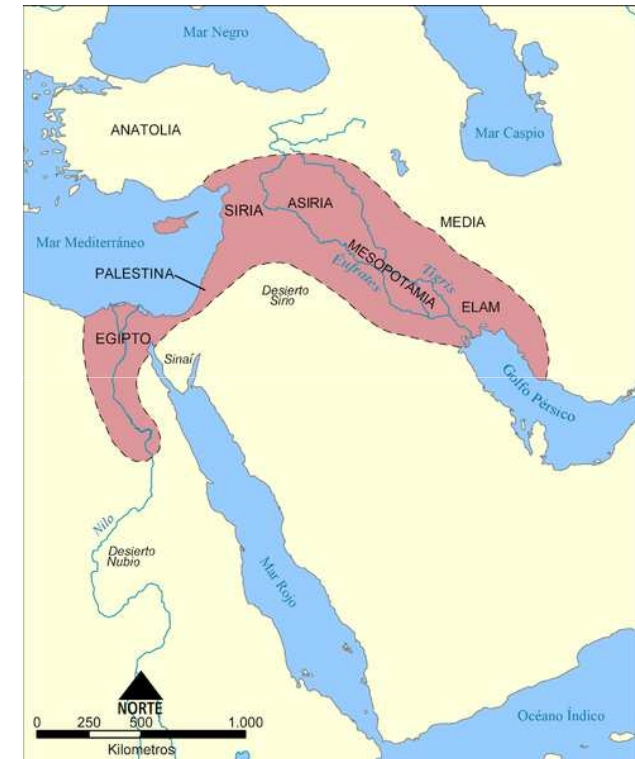 Mar Negro
Mar Caspio
ANATOLIA
SIRIA
ASIRIA
MEDIA
Mar Mediterráneo
PALESTINA
MESOPOTAMIA
Tigris
Éufrates
ELAM
Desierto
Sirio
EGIPTO
Sinaí
Golfo Pérsico
Nilo
Desierto
Nubio
Mar Rojo
NORTE
0 250 500 1.000
Kilometros
Océano Índico